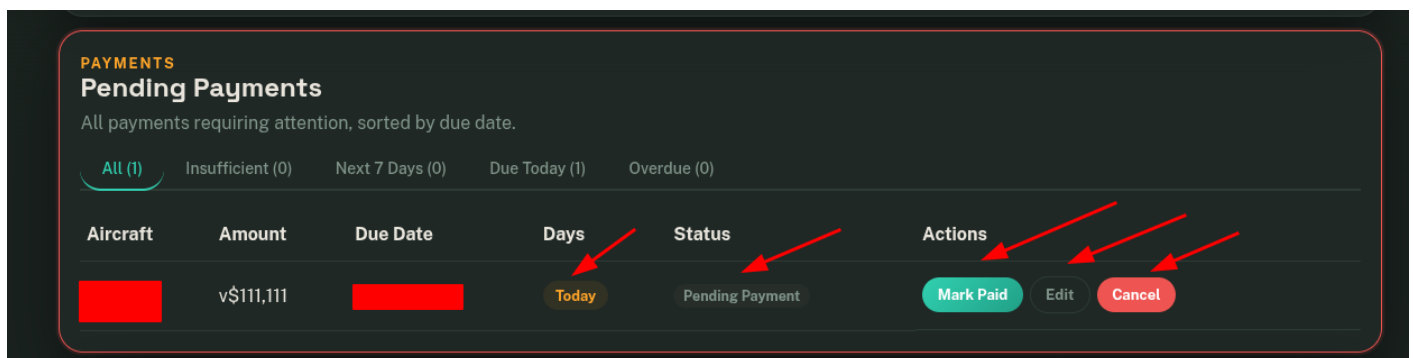 PAYMENTS
Pending Payments
All payments requiring attention, sorted by due date.
All (1) Insufficient (0) Next 7 Days (0) Due Today (1) Overdue (0)
Aircraft Amount Due Date Days Status Actions
v$111,111 Today Pending Payment Mark Paid Edit Cancel